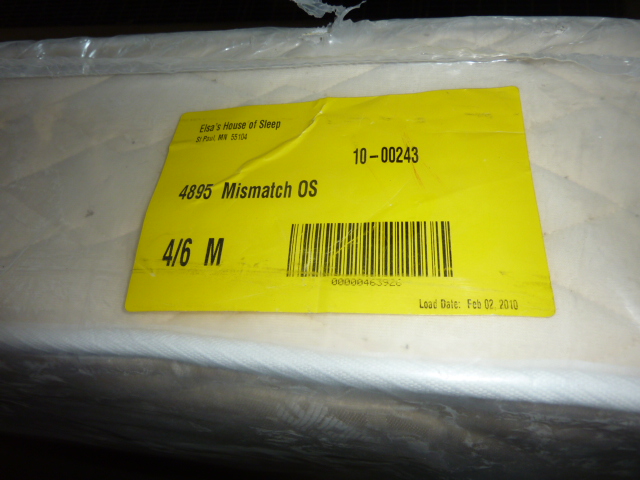 Elsa's House of Sleep
St Paul, MN 55104
10-00243
4895 Mismatch OS
4/6 M
Load Date: Feb 02, 2010